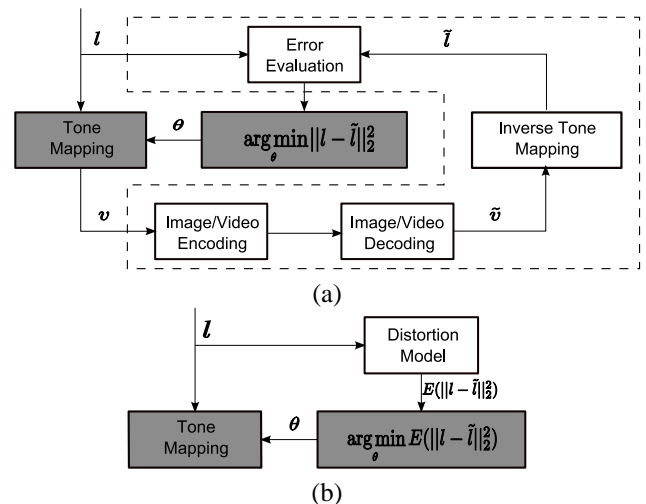 l
Error
Evaluation
l̃
Tone
Mapping
θ
arg min ||l − l̃||₂²
θ
Inverse Tone
Mapping
v
Image/Video
Encoding
Image/Video
Decoding
ṽ
(a)
l
Distortion
Model
E(||l − l̃||₂²)
Tone
Mapping
θ
arg min E(||l − l̃||₂²)
θ
(b)